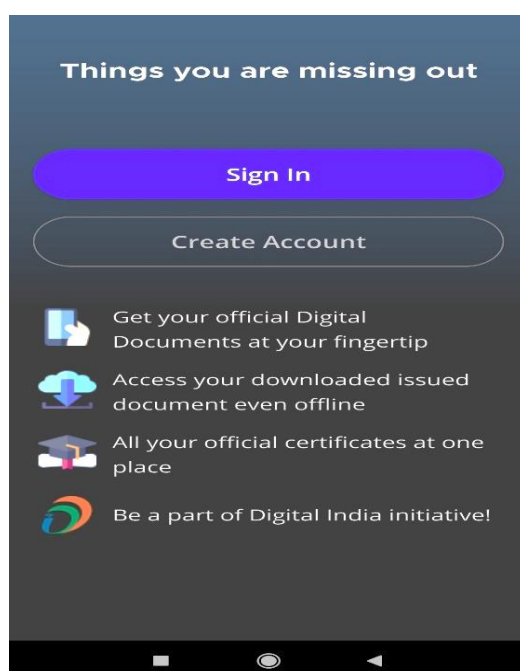 Things you are missing out
Sign In
Create Account
Get your official Digital
Documents at your fingertip
Access your downloaded issued
document even offline
All your official certificates at one
place
Be a part of Digital India initiative!